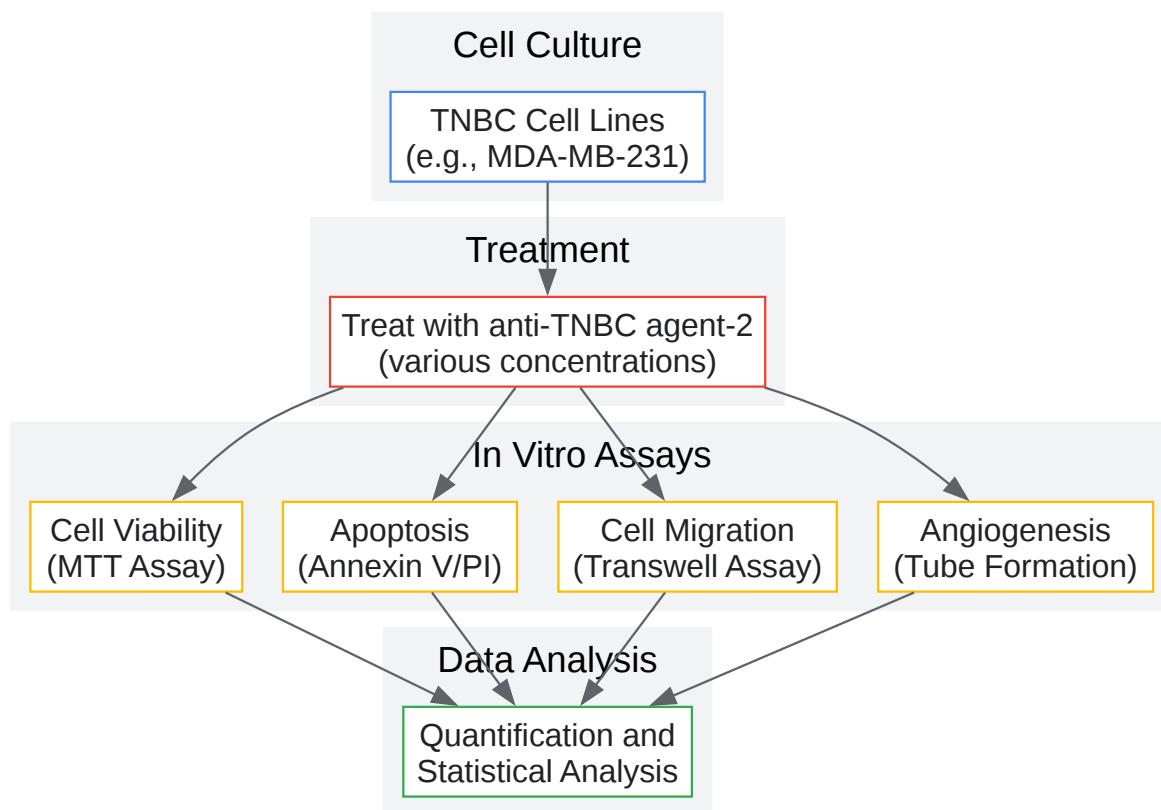 Cell Culture
TNBC Cell Lines
(e.g., MDA-MB-231)
Treatment
Treat with anti-TNBC agent-2
(various concentrations)
In Vitro Assays
Cell Viability
(MTT Assay)
Apoptosis
(Annexin V/PI)
Cell Migration
(Transwell Assay)
Angiogenesis
(Tube Formation)
Data Analysis
Quantification and
Statistical Analysis